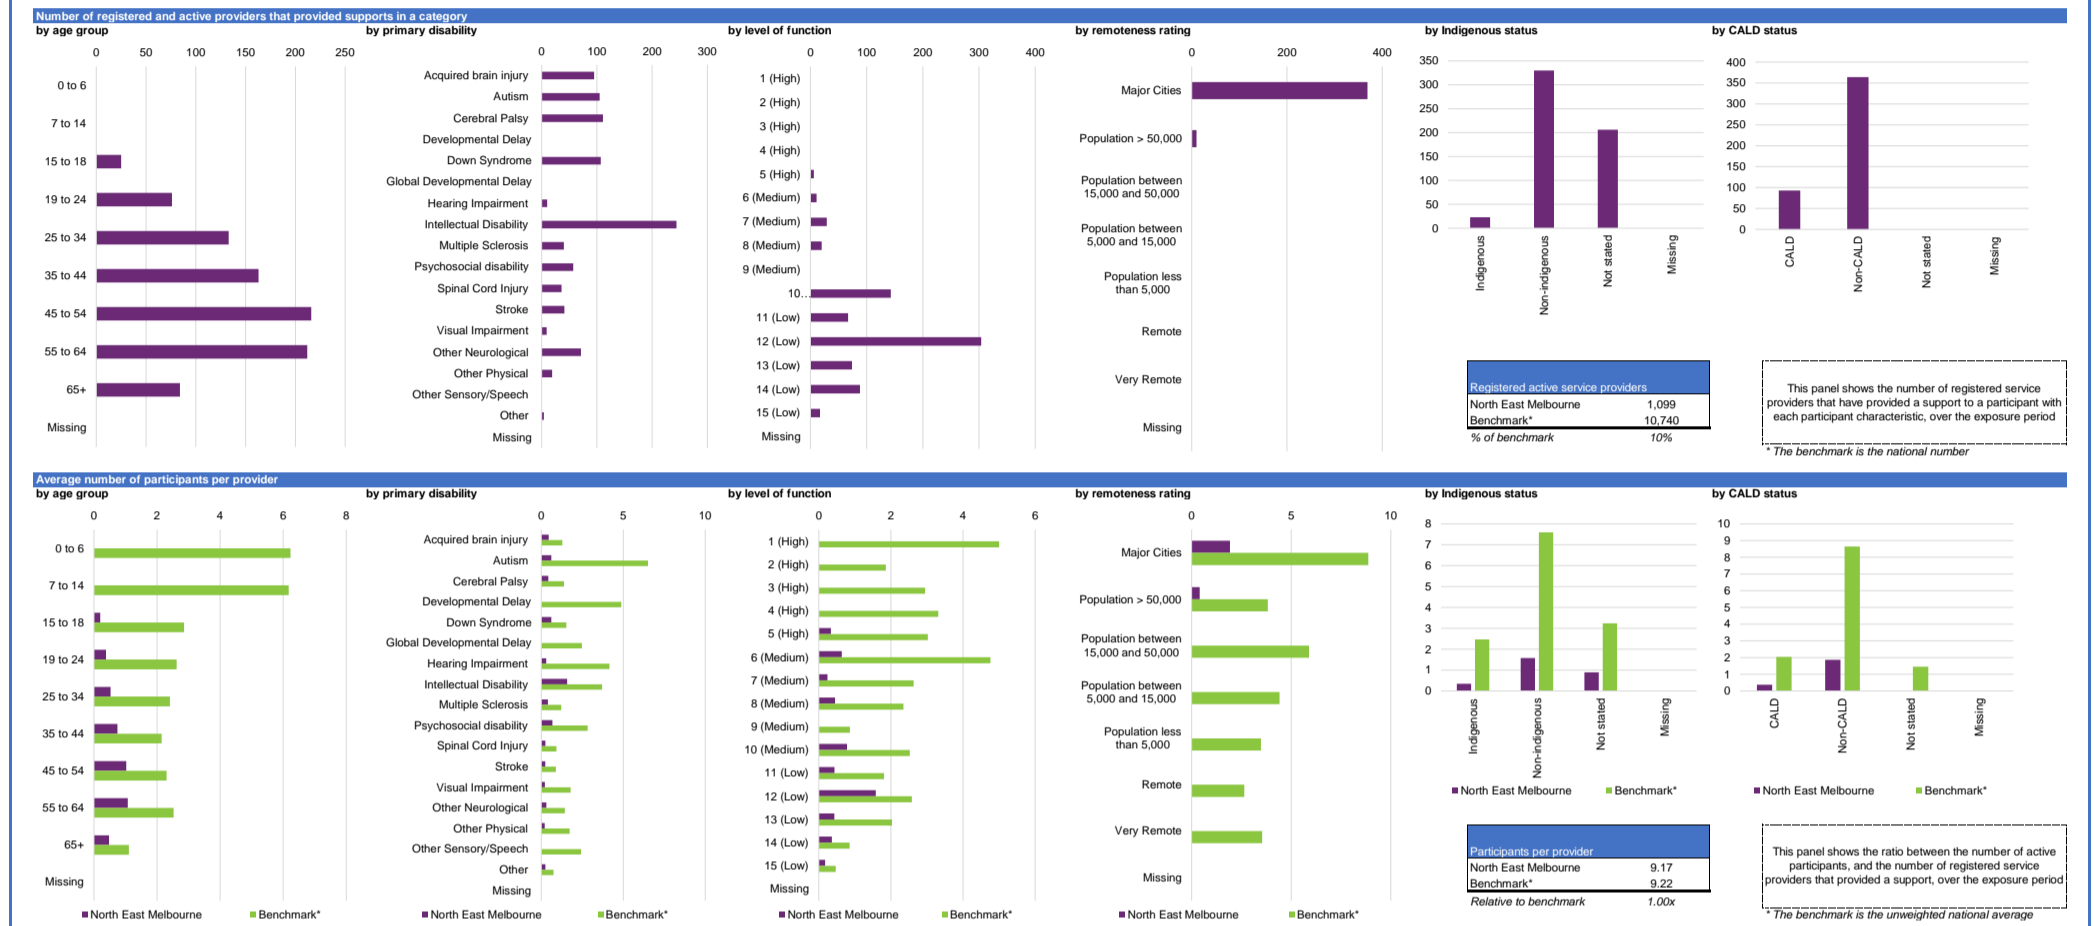 Number of registered and active providers that provided supports in a category
by age group
0 50 100 150 200 250
0 to 6
7 to 14
15 to 18
19 to 24
25 to 34
35 to 44
45 to 54
55 to 64
65+
Missing
by primary disability
0 100 200 300
Acquired brain injury
Autism
Cerebral Palsy
Developmental Delay
Down Syndrome
Global Developmental Delay
Hearing Impairment
Intellectual Disability
Multiple Sclerosis
Psychosocial disability
Spinal Cord Injury
Stroke
Visual Impairment
Other Neurological
Other Physical
Other Sensory/Speech
Other
Missing
by level of function
0 100 200 300 400
1 (High)
2 (High)
3 (High)
4 (High)
5 (High)
6 (Medium)
7 (Medium)
8 (Medium)
9 (Medium)
10...
11 (Low)
12 (Low)
13 (Low)
14 (Low)
15 (Low)
Missing
by remoteness rating
0 200 400
Major Cities
Population > 50,000
Population between
15,000 and 50,000
Population between
5,000 and 15,000
Population less
than 5,000
Remote
Very Remote
Missing
by Indigenous status
350
300
250
200
150
100
50
0
Indigenous
Non-indigenous
Not stated
Missing
by CALD status
400
350
300
250
200
150
100
50
0
CALD
Non-CALD
Not stated
Missing
Registered active service providers
North East Melbourne 1,099
Benchmark* 10,740
% of benchmark 10%
This panel shows the number of registered service
providers that have provided a support to a participant with
each participant characteristic, over the exposure period
* The benchmark is the national number
Average number of participants per provider
by age group
0 2 4 6 8
0 to 6
7 to 14
15 to 18
19 to 24
25 to 34
35 to 44
45 to 54
55 to 64
65+
Missing
North East Melbourne Benchmark*
by primary disability
0 5 10
Acquired brain injury
Autism
Cerebral Palsy
Developmental Delay
Down Syndrome
Global Developmental Delay
Hearing Impairment
Intellectual Disability
Multiple Sclerosis
Psychosocial disability
Spinal Cord Injury
Stroke
Visual Impairment
Other Neurological
Other Physical
Other Sensory/Speech
Other
Missing
North East Melbourne Benchmark*
by level of function
0 2 4 6
1 (High)
2 (High)
3 (High)
4 (High)
5 (High)
6 (Medium)
7 (Medium)
8 (Medium)
9 (Medium)
10 (Medium)
11 (Low)
12 (Low)
13 (Low)
14 (Low)
15 (Low)
Missing
North East Melbourne Benchmark*
by remoteness rating
0 5 10
Major Cities
Population > 50,000
Population between
15,000 and 50,000
Population between
5,000 and 15,000
Population less
than 5,000
Remote
Very Remote
Missing
North East Melbourne Benchmark*
by Indigenous status
8
7
6
5
4
3
2
1
0
Indigenous
Non-indigenous
Not stated
Missing
North East Melbourne Benchmark*
by CALD status
10
9
8
7
6
5
4
3
2
1
0
CALD
Non-CALD
Not stated
Missing
North East Melbourne Benchmark*
Participants per provider
North East Melbourne 9.17
Benchmark* 9.22
Relative to benchmark 1.00x
This panel shows the ratio between the number of active
participants, and the number of registered service
providers that provided a support, over the exposure period
* The benchmark is the unweighted national average